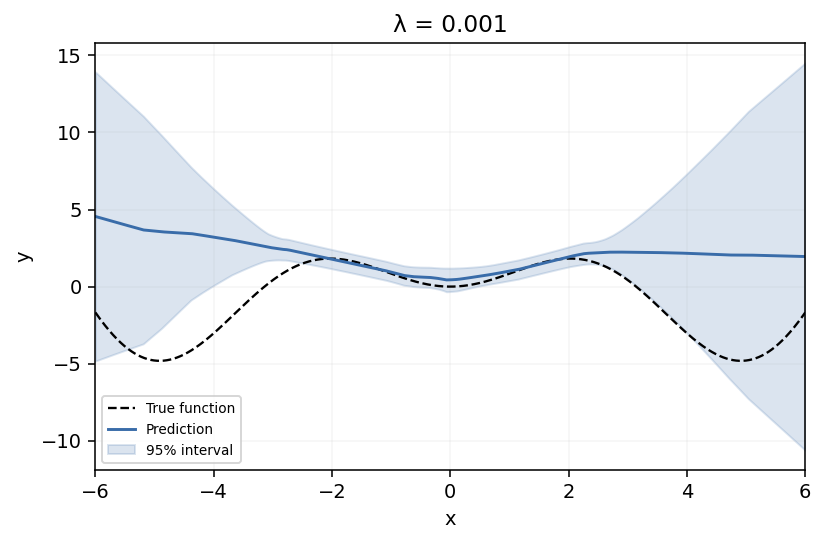 λ = 0.001
15
10
5
0
−5
−10
y
True function
Prediction
95% interval
−6
−4
−2
0
2
4
6
x